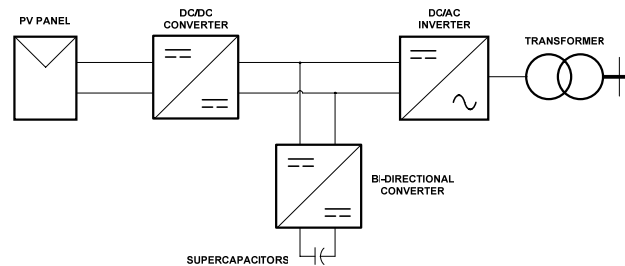 PV PANEL
DC/DC
CONVERTER
DC/AC
INVERTER
TRANSFORMER
BI-DIRECTIONAL
CONVERTER
SUPERCAPACITORS